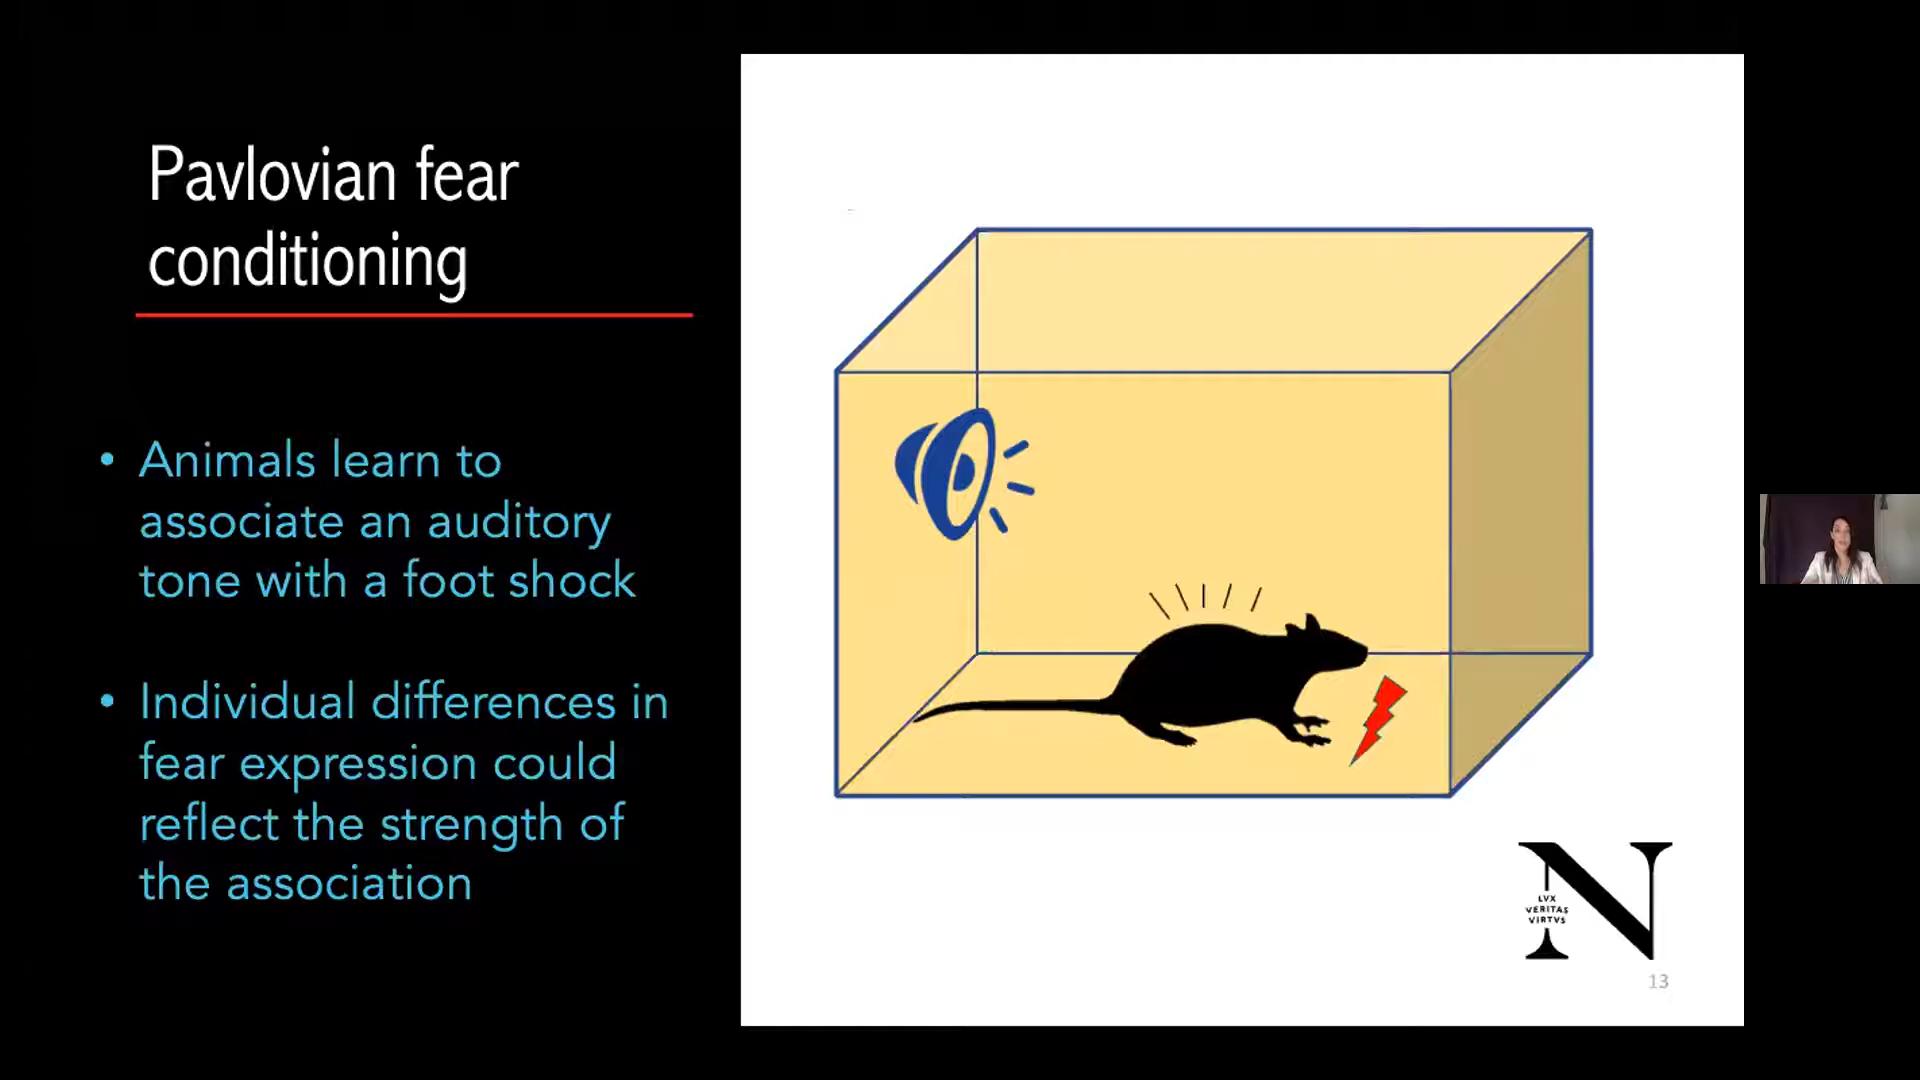 Pavlovian fear
conditioning
• Animals learn to
associate an auditory
tone with a foot shock
• Individual differences in
fear expression could
reflect the strength of
the association
N
LVX
VERITAS
VIRTVS
13